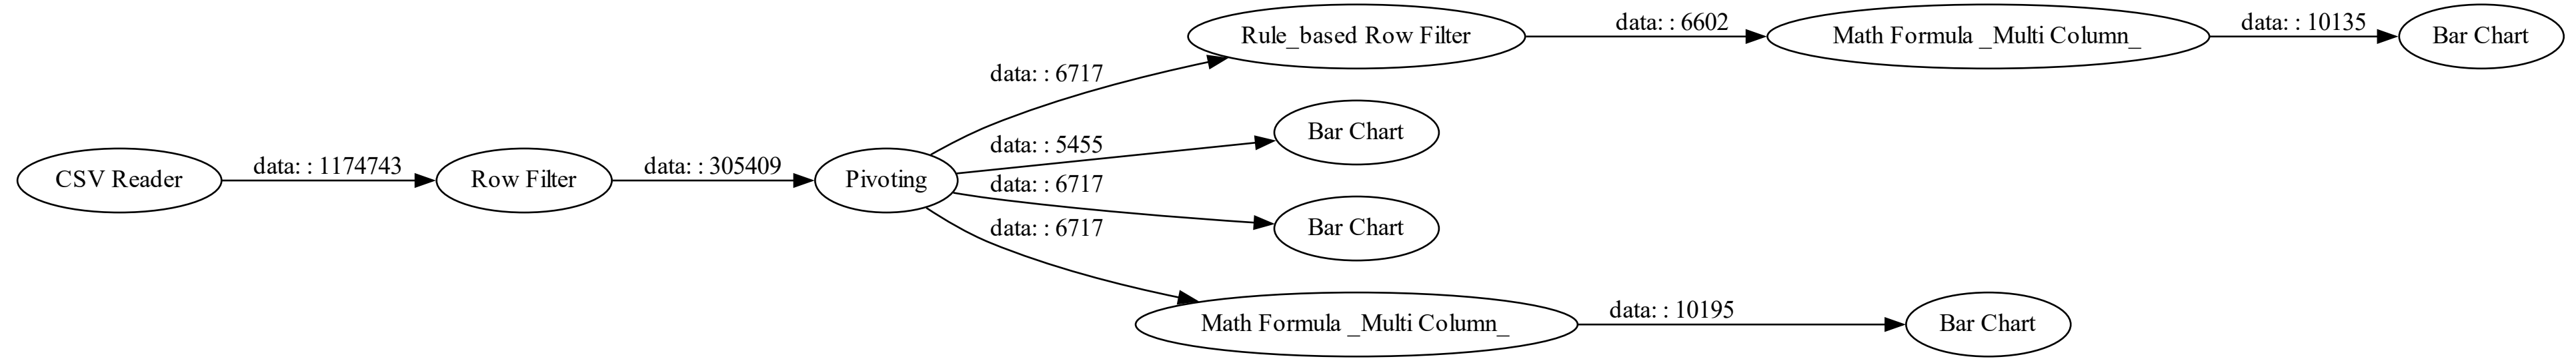 Rule_based Row Filter
data: : 6602
Math Formula _Multi Column_
data: : 10135
Bar Chart
data: : 6717
Bar Chart
data: : 5455
CSV Reader
data: : 1174743
Row Filter
data: : 305409
Pivoting
data: : 6717
Bar Chart
data: : 6717
Math Formula _Multi Column_
data: : 10195
Bar Chart